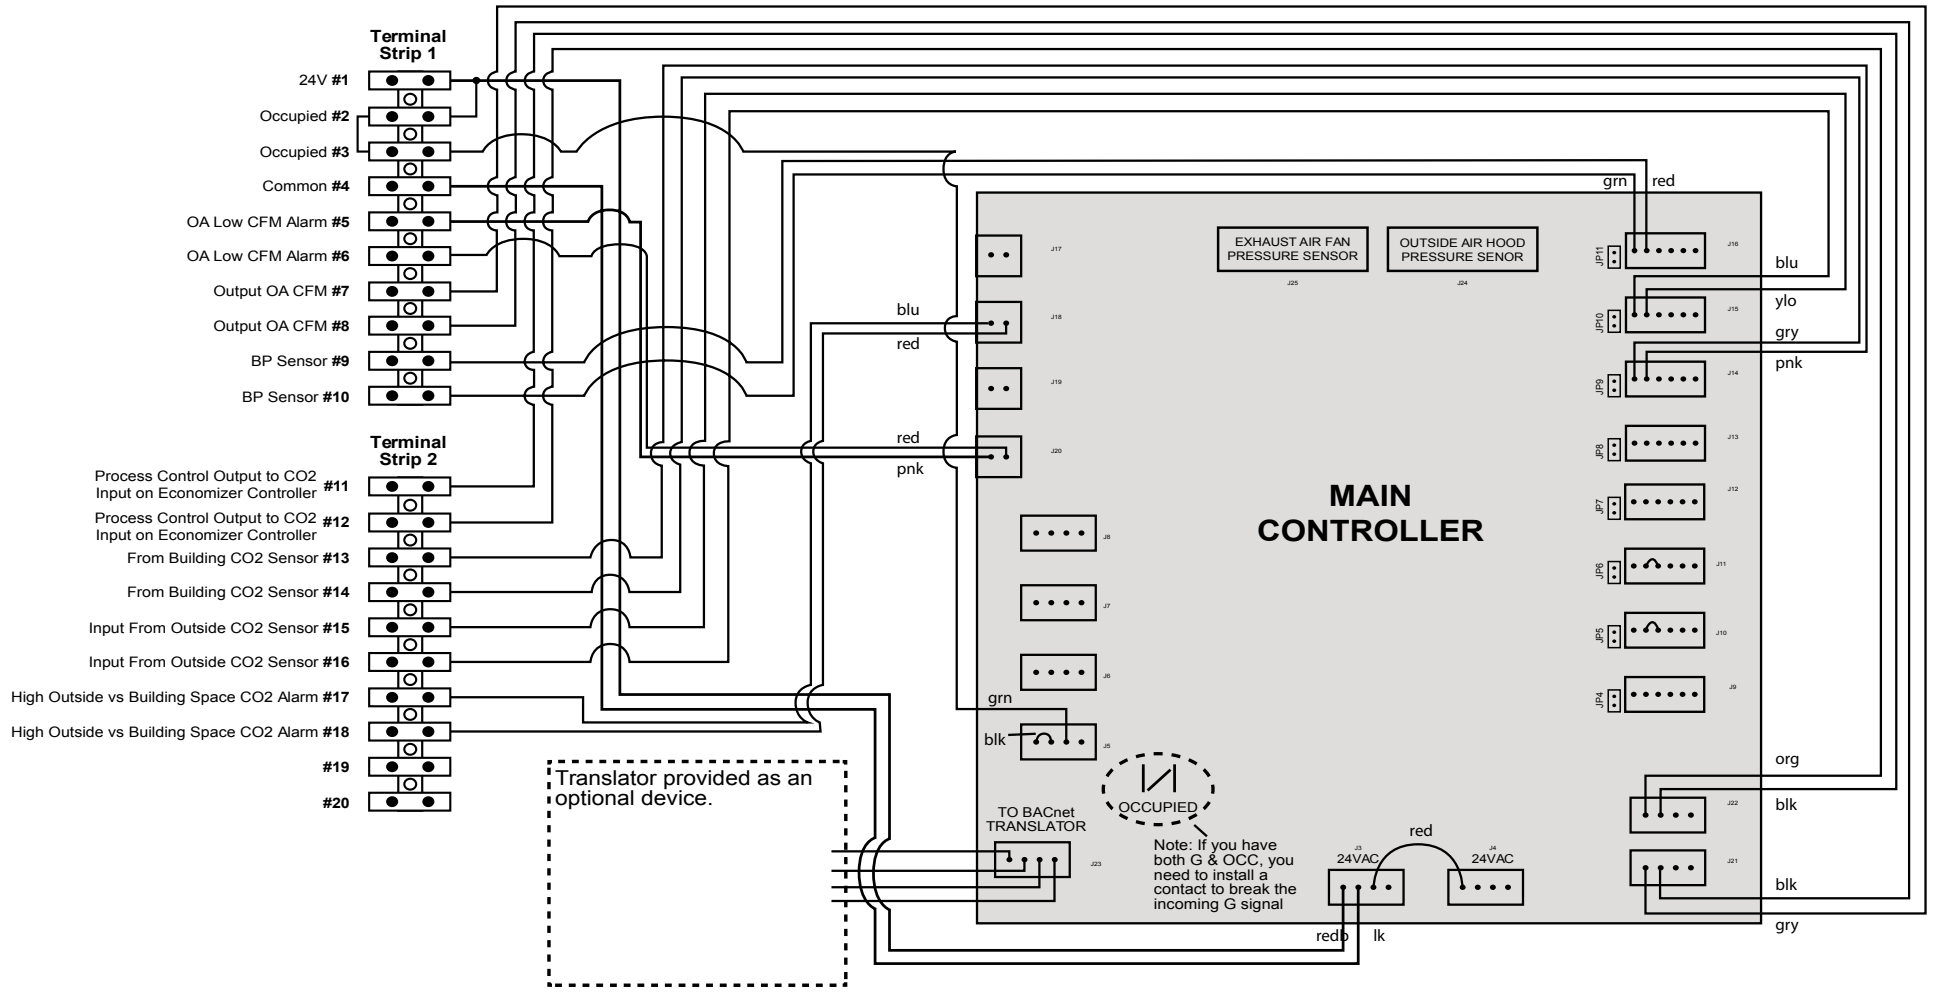 Terminal
Strip 1
24V #1
Occupied #2
Occupied #3
Common #4
OA Low CFM Alarm #5
OA Low CFM Alarm #6
Output OA CFM #7
Output OA CFM #8
BP Sensor #9
BP Sensor #10
Terminal
Strip 2
Process Control Output to CO2
Input on Economizer Controller #11
Process Control Output to CO2
Input on Economizer Controller #12
From Building CO2 Sensor #13
From Building CO2 Sensor #14
Input From Outside CO2 Sensor #15
Input From Outside CO2 Sensor #16
High Outside vs Building Space CO2 Alarm #17
High Outside vs Building Space CO2 Alarm #18
#19
#20
Translator provided as an
optional device.
blu
red
red
pnk
grn
blk
J17
J18
J19
J20
J8
J7
J6
J5
TO BACnet
TRANSLATOR
J23
EXHAUST AIR FAN
PRESSURE SENSOR
J25
OUTSIDE AIR HOOD
PRESSURE SENOR
J24
MAIN
CONTROLLER
OCCUPIED
Note: If you have
both G & OCC, you
need to install a
contact to break the
incoming G signal
red
J3
24VAC
J4
24VAC
redb
lk
grn
red
JP11
J16
blu
JP10
J15
ylo
gry
JP9
J14
pnk
JP8
J13
JP7
J12
JP6
J11
JP5
J10
JP4
J9
org
J22
blk
J21
blk
gry